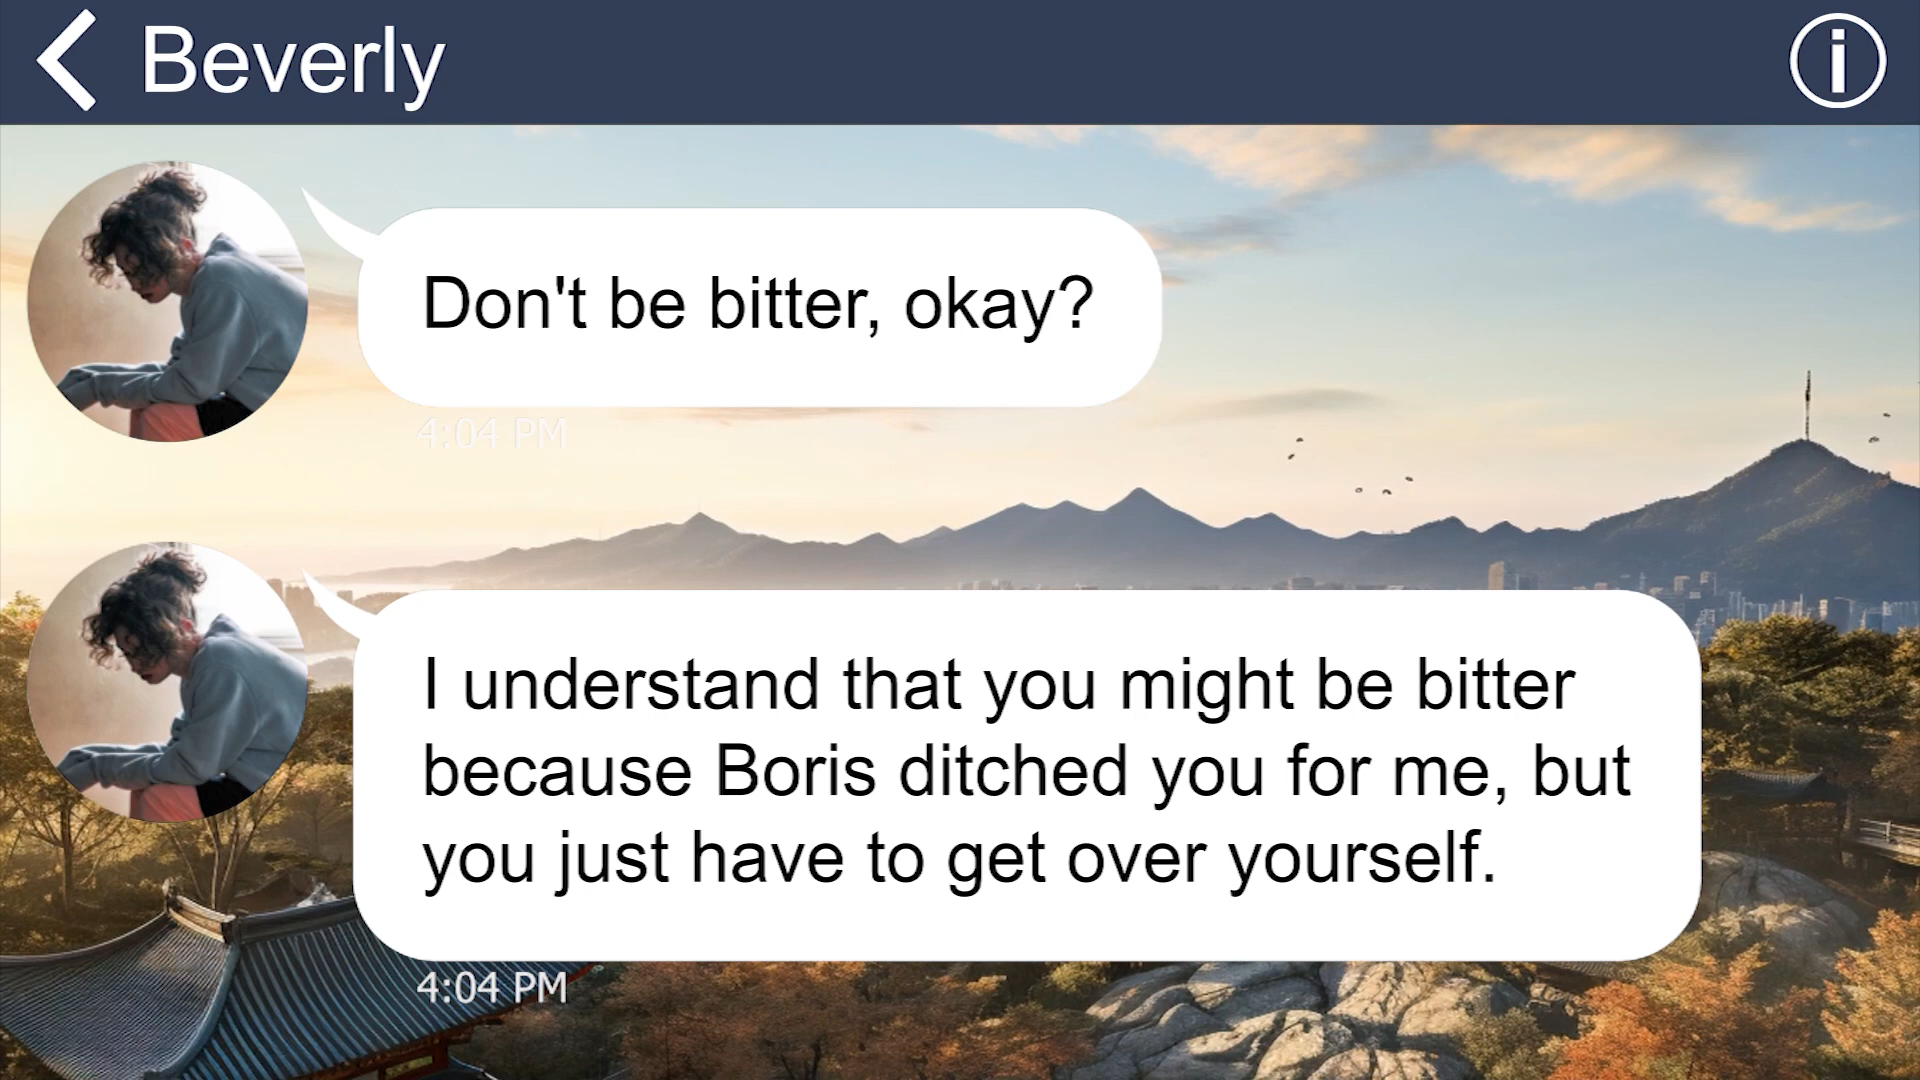 Beverly
Don't be bitter, okay?
4:04 PM
I understand that you might be bitter
because Boris ditched you for me, but
you just have to get over yourself.
4:04 PM